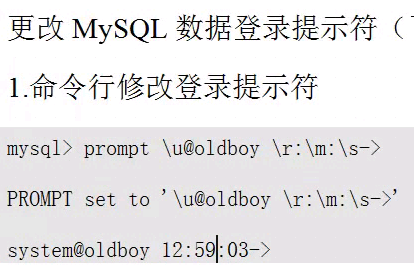 更改 MySQL 数据登录提示符（
1.命令行修改登录提示符
mysql> prompt \u@oldboy \r:\m:\s->
PROMPT set to '\u@oldboy \r:\m:\s->'
system@oldboy 12:59:03->